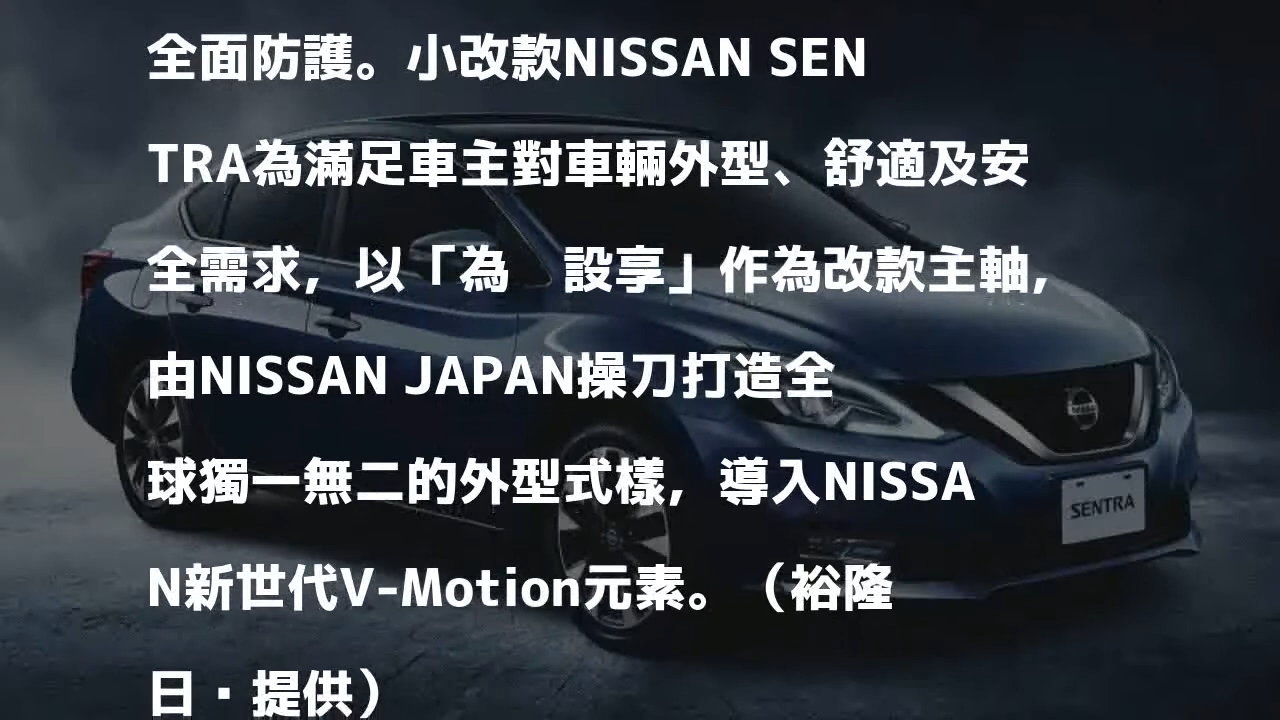 全面防護。小改款NISSAN SEN
TRA為滿足車主對車輛外型、舒適及安
全需求，以「為　設享」作為改款主軸，
由NISSAN JAPAN操刀打造全
球獨一無二的外型式樣，導入NISSA
N新世代V-Motion元素。（裕隆
日・提供）
SENTRA